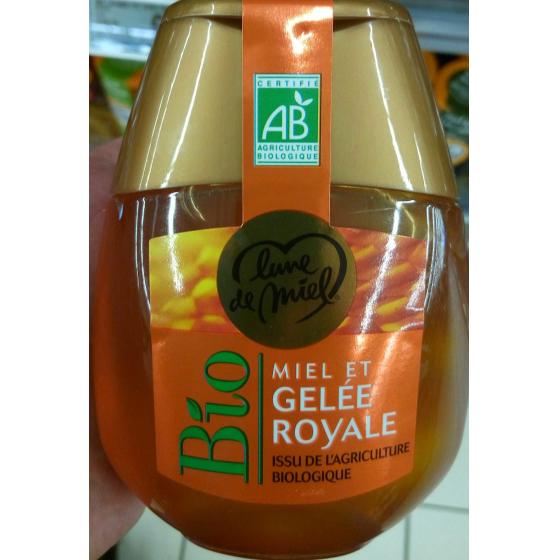 CERTIFIÉ
AB
AGRICULTURE
BIOLOGIQUE
lune
de miel
Bio
MIEL ET
GELÉE
ROYALE
ISSU DE L'AGRICULTURE
BIOLOGIQUE